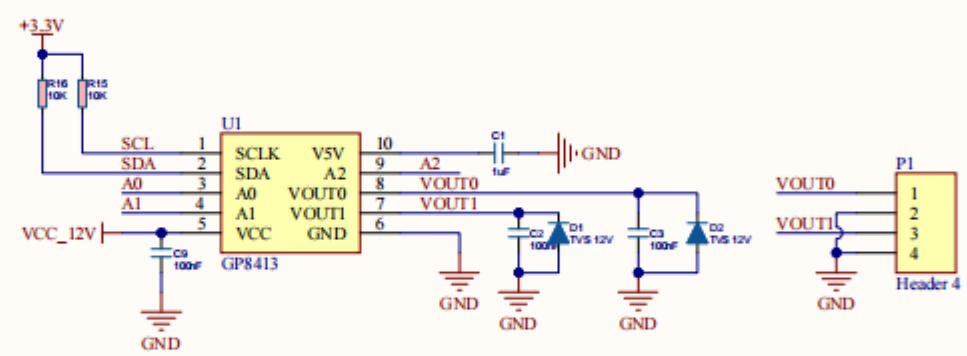 +3.3V
R16
10K
R15
10K
U1
SCL 1 SCLK V5V 10
SDA 2 SDA A2 9 A2
A0 3 A0 VOUT0 8 VOUT0
A1 4 A1 VOUT1 7 VOUT1
VCC_12V 5 VCC GND 6
GP8413
C1
1uF
GND
C9
100nF
GND
GND
C2
100nF
D1
TVS 12V
GND
C3
100nF
D2
TVS 12V
GND
P1
VOUT0 1
2
VOUT1 3
4
GND
Header 4